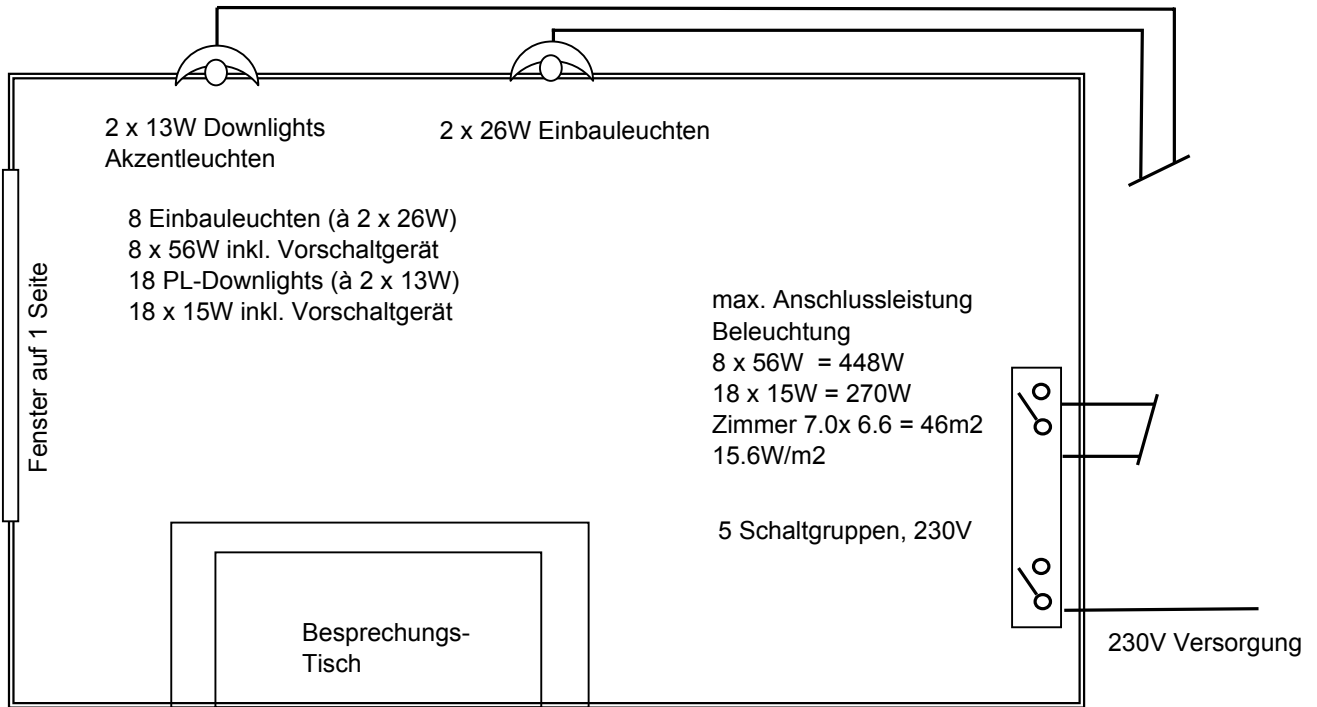 2 x 13W Downlights
Akzentleuchten
2 x 26W Einbauleuchten
8 Einbauleuchten (à 2 x 26W)
8 x 56W inkl. Vorschaltgerät
18 PL-Downlights (à 2 x 13W)
18 x 15W inkl. Vorschaltgerät
Fenster auf 1 Seite
max. Anschlussleistung
Beleuchtung
8 x 56W = 448W
18 x 15W = 270W
Zimmer 7.0x 6.6 = 46m2
15.6W/m2
5 Schaltgruppen, 230V
Besprechungs-
Tisch
230V Versorgung